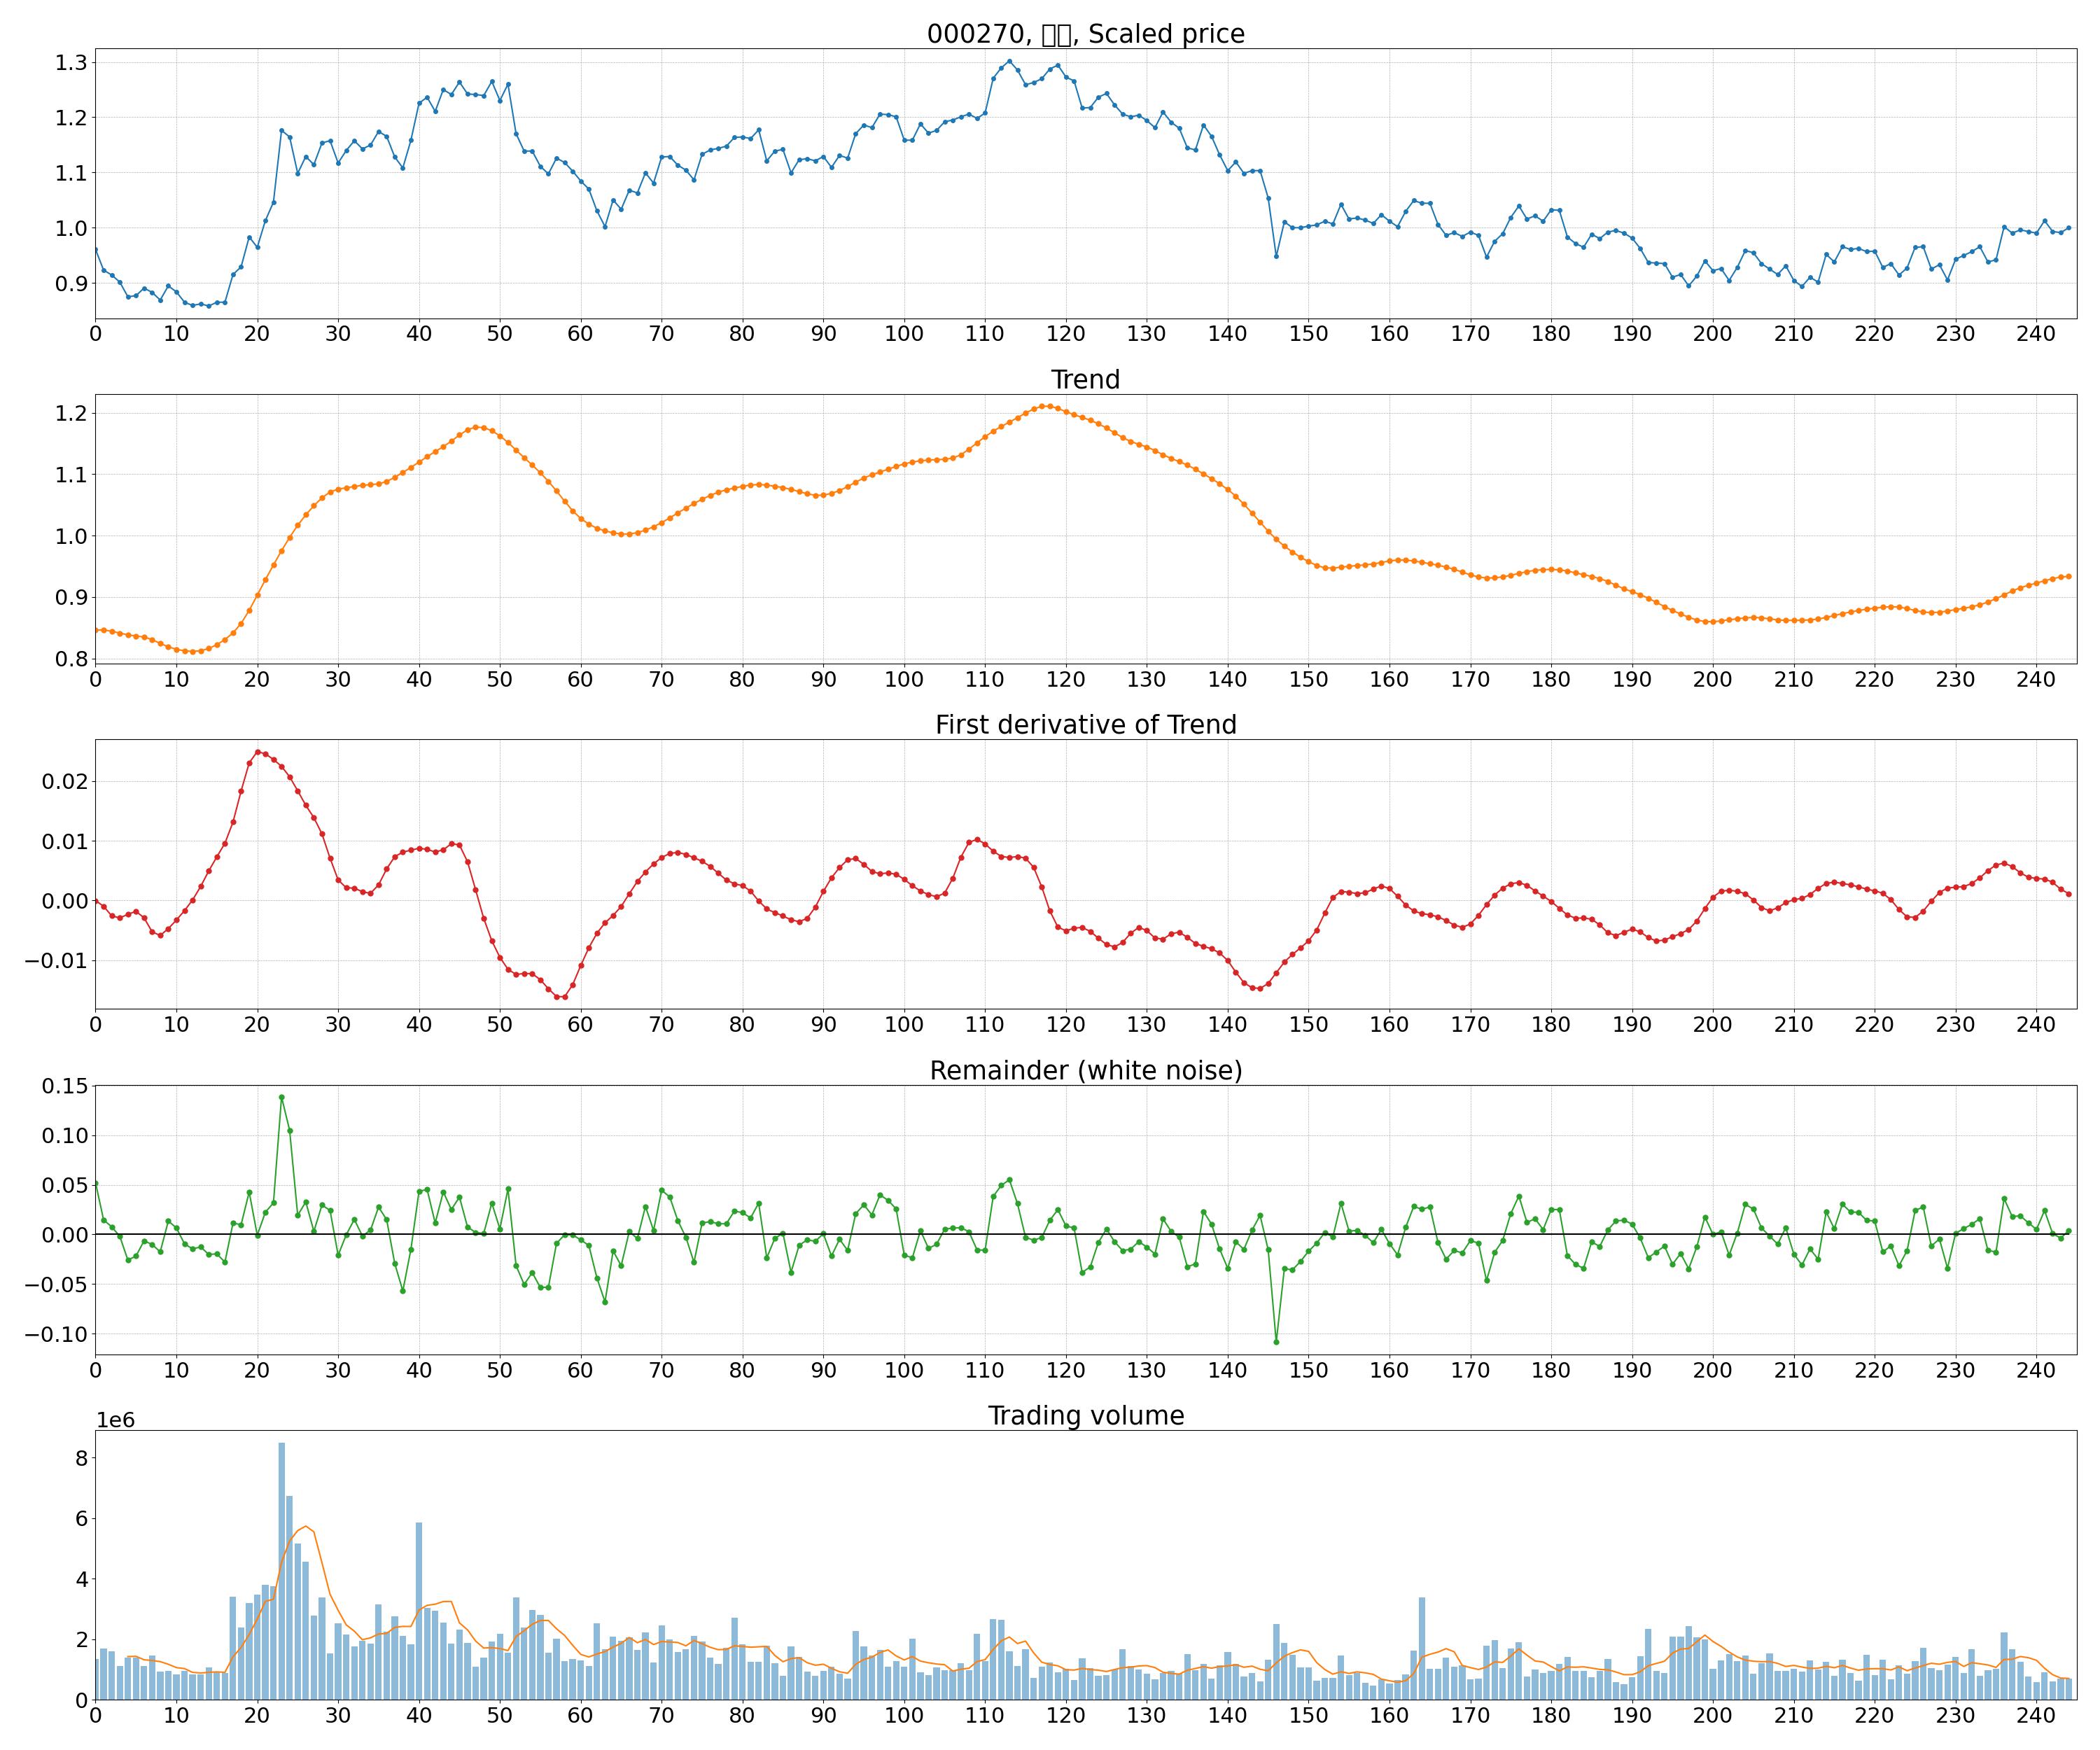 000270, , Scaled price
1.3
1.2
1.1
1.0
0.9
0 10 20 30 40 50 60 70 80 90 100 110 120 130 140 150 160 170 180 190 200 210 220 230 240
Trend
1.2
1.1
1.0
0.9
0.8
0 10 20 30 40 50 60 70 80 90 100 110 120 130 140 150 160 170 180 190 200 210 220 230 240
First derivative of Trend
0.02
0.01
0.00
−0.01
0 10 20 30 40 50 60 70 80 90 100 110 120 130 140 150 160 170 180 190 200 210 220 230 240
Remainder (white noise)
0.15
0.10
0.05
0.00
−0.05
−0.10
0 10 20 30 40 50 60 70 80 90 100 110 120 130 140 150 160 170 180 190 200 210 220 230 240
Trading volume
1e6
8
6
4
2
0
0 10 20 30 40 50 60 70 80 90 100 110 120 130 140 150 160 170 180 190 200 210 220 230 240